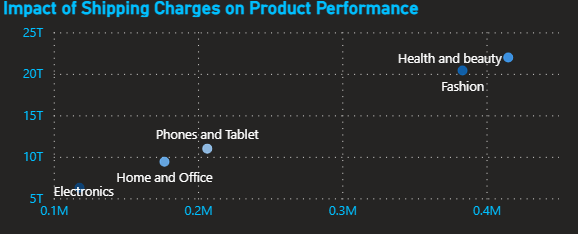 Impact of Shipping Charges on Product Performance
25T
Health and beauty
20T
Fashion
15T
Phones and Tablet
10T
Home and Office
Electronics
5T
0.1M 0.2M 0.3M 0.4M